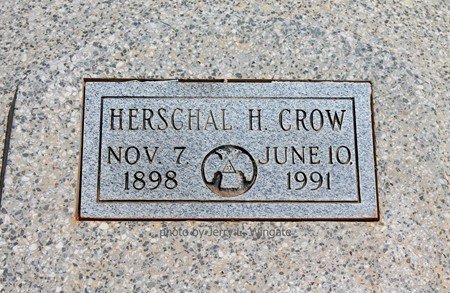 HERSCHAL H. CROW
NOV. 7, JUNE 10,
1898 1991
photo by Jerry L. Wingate